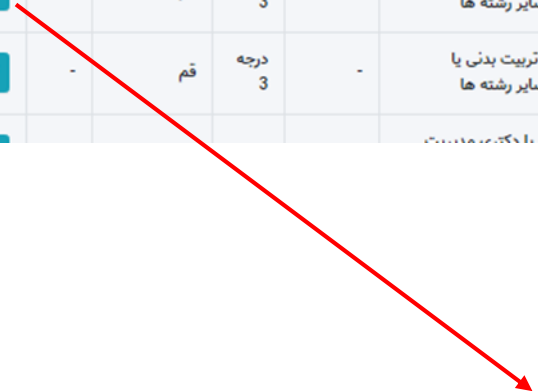 سایر رشته ها
3
تربیت بدنی یا
سایر رشته ها
-
درجه
3
قم
-